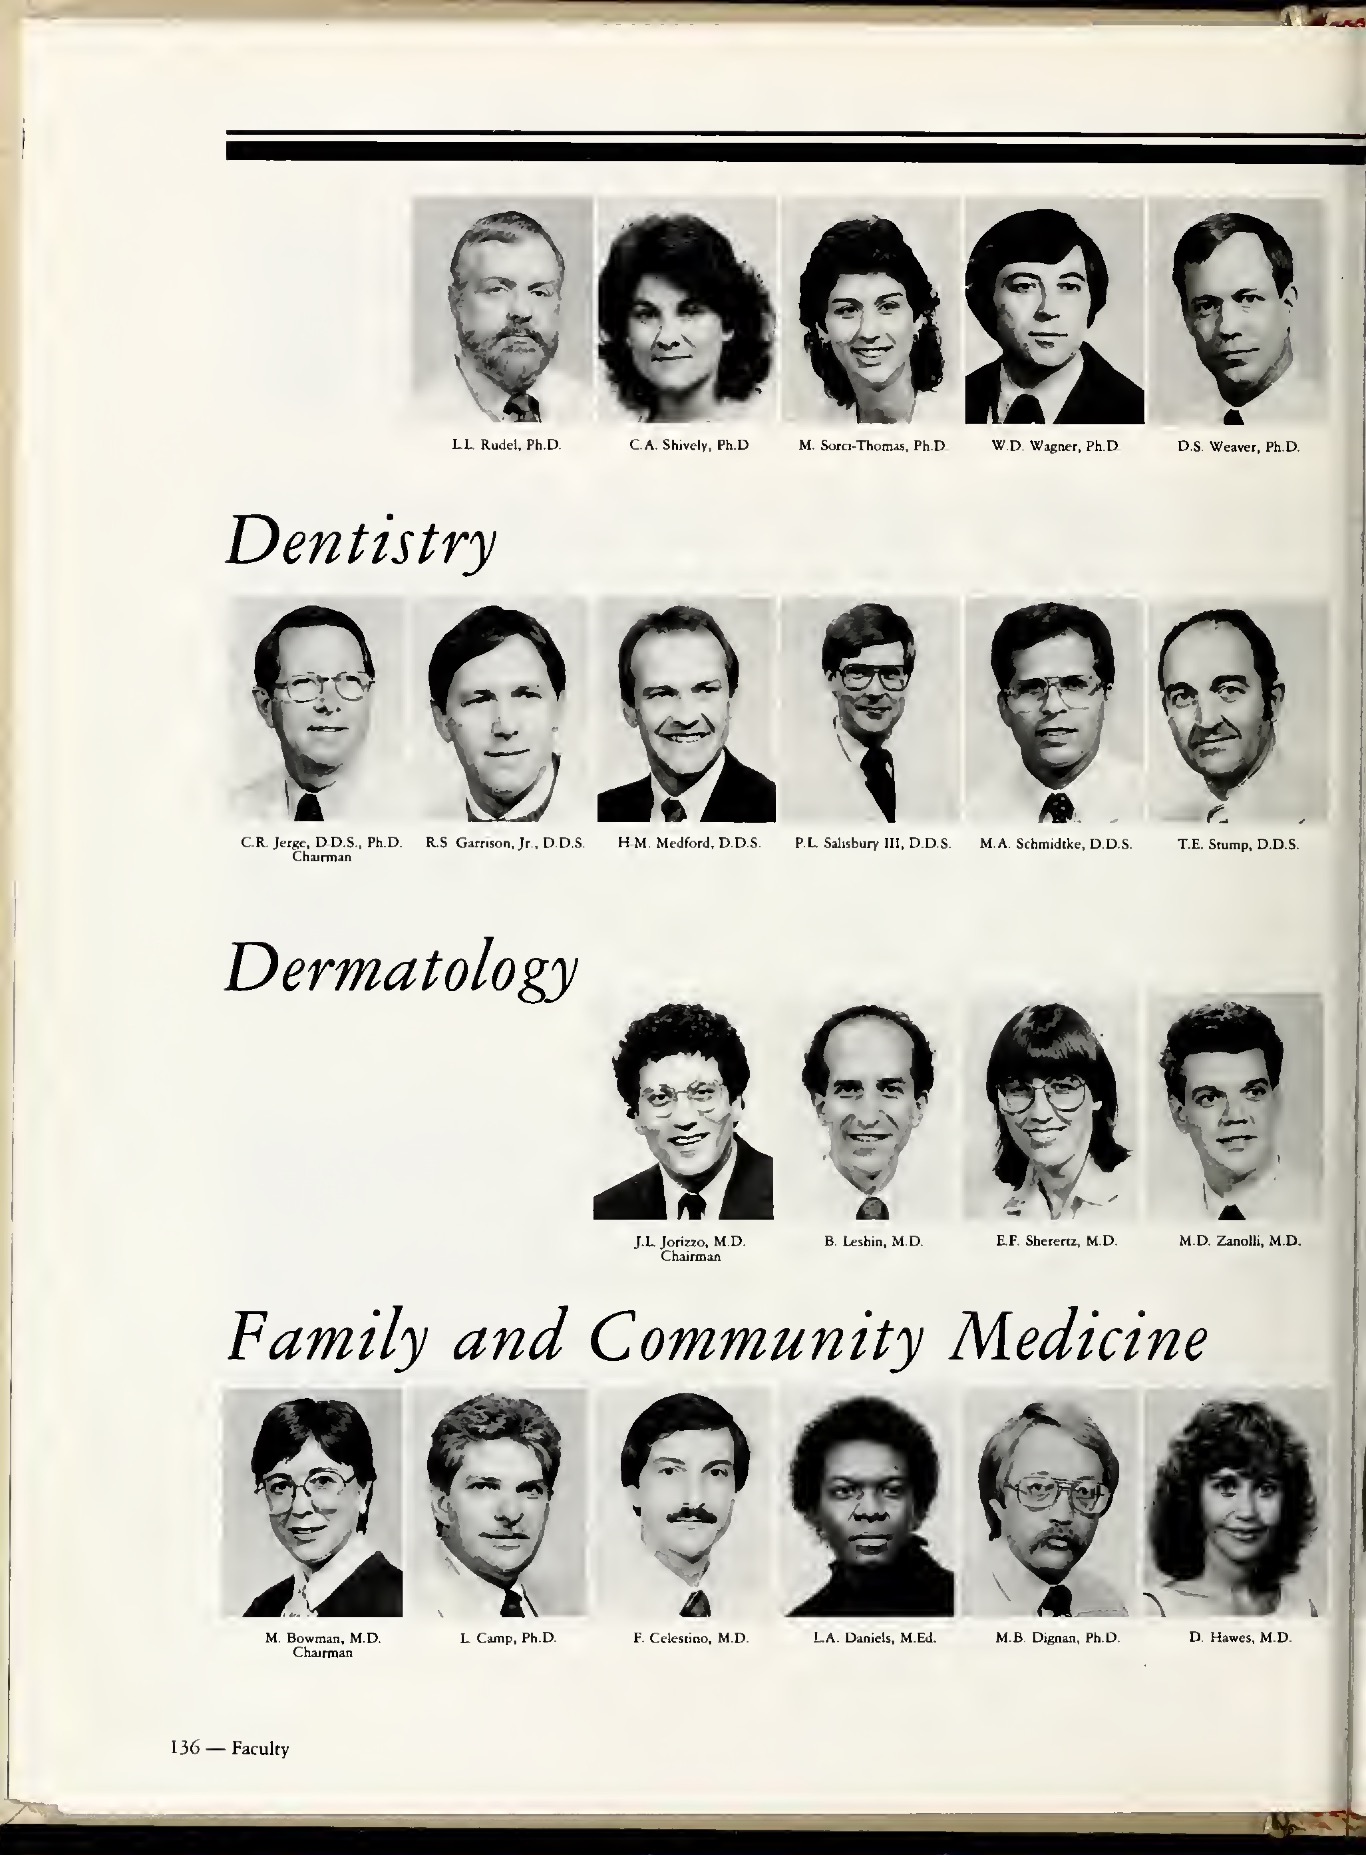 L.L. Rudel, Ph.D. C.A. Shively, Ph.D M. Sorci-Thomas, Ph.D. W.D. Wagner, Ph.D D.S. Weaver, Ph.D.
Dentistry
C.R. Jerge, D.D.S., Ph.D. R.S. Garrison, Jr., D.D.S. H.M. Medford, D.D.S. P.L. Salisbury III, D.D.S. M.A. Schmidtke, D.D.S. T.E. Stump, D.D.S.
Chairman
Dermatology
J.L. Jorizzo, M.D. B. Leshin, M.D. E.F. Sherertz, M.D. M.D. Zanolli, M.D.
Chairman
Family and Community Medicine
M. Bowman, M.D. L. Camp, Ph.D. F. Celestino, M.D. L.A. Daniels, M.Ed. M.B. Dignan, Ph.D. D. Hawes, M.D.
Chairman
136 — Faculty